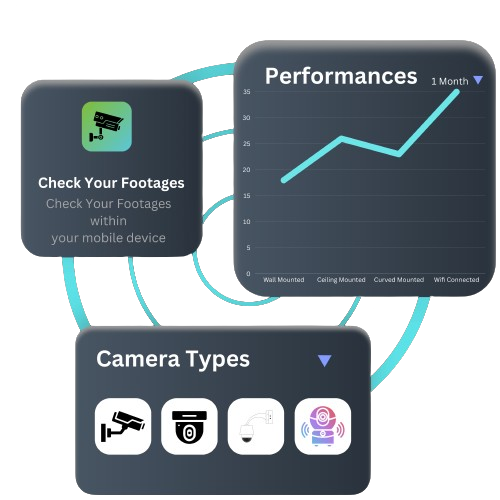 Check Your Footages
Check Your Footages
within
your mobile device
Performances
1 Month
35
30
25
20
15
10
5
0
Wall Mounted Ceiling Mounted Curved Mounted Wifi Connected
Camera Types